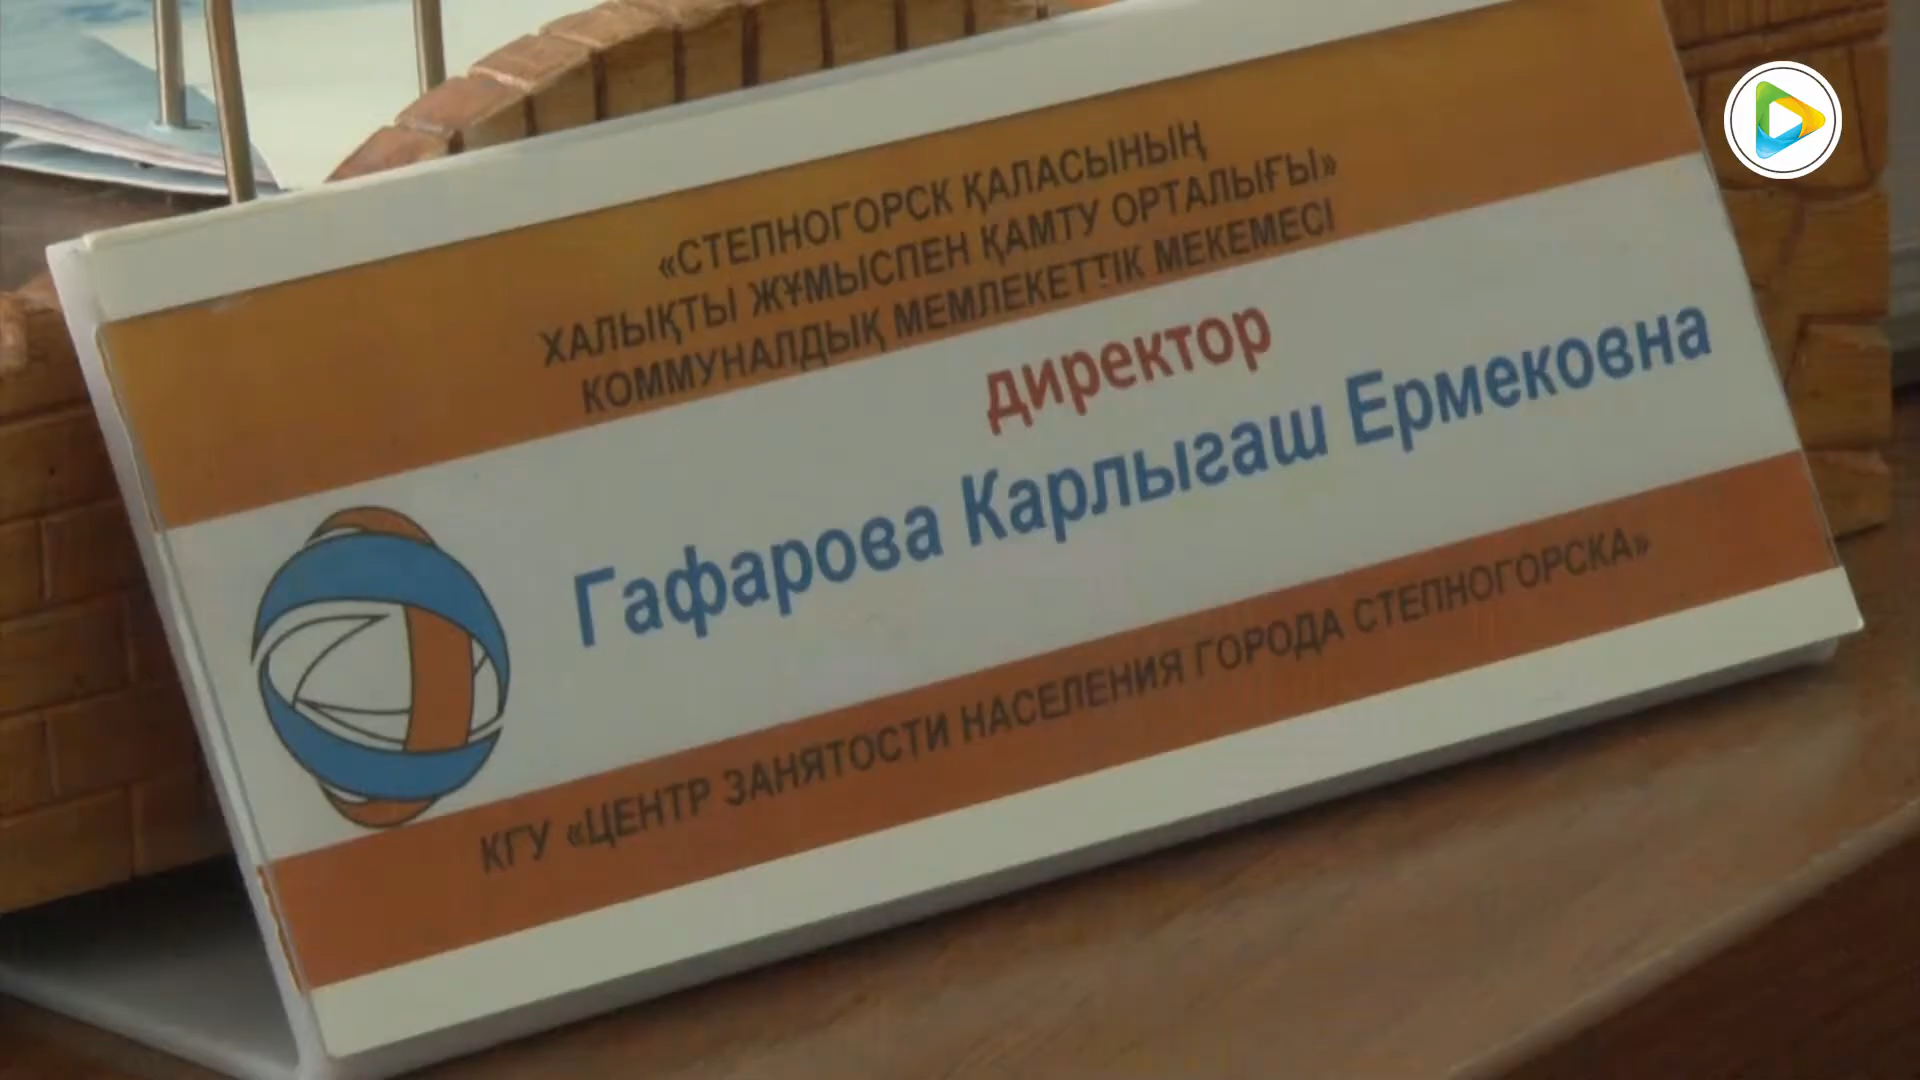 «СТЕПНОГОРСК ҚАЛАСЫНЫҢ
ХАЛЫҚТЫ ЖҰМЫСПЕН ҚАМТУ ОРТАЛЫҒЫ»
КОММУНАЛДЫҚ МЕМЛЕКЕТТІК МЕКЕМЕСІ
директор
Гафарова Карлыгаш Ермековна
КГУ «ЦЕНТР ЗАНЯТОСТИ НАСЕЛЕНИЯ ГОРОДА СТЕПНОГОРСКА»